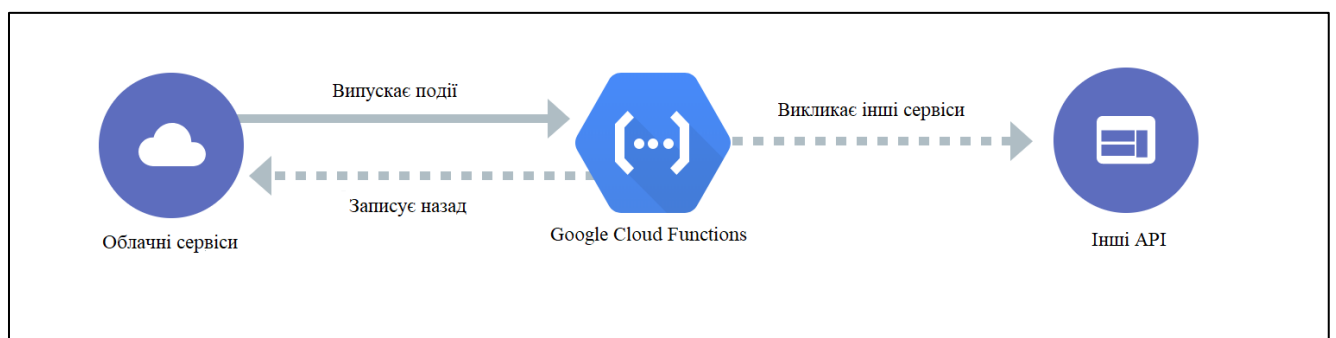 Випускає події
Викликає інші сервіси
Записує назад
Облачні сервіси
Google Cloud Functions
Інші API